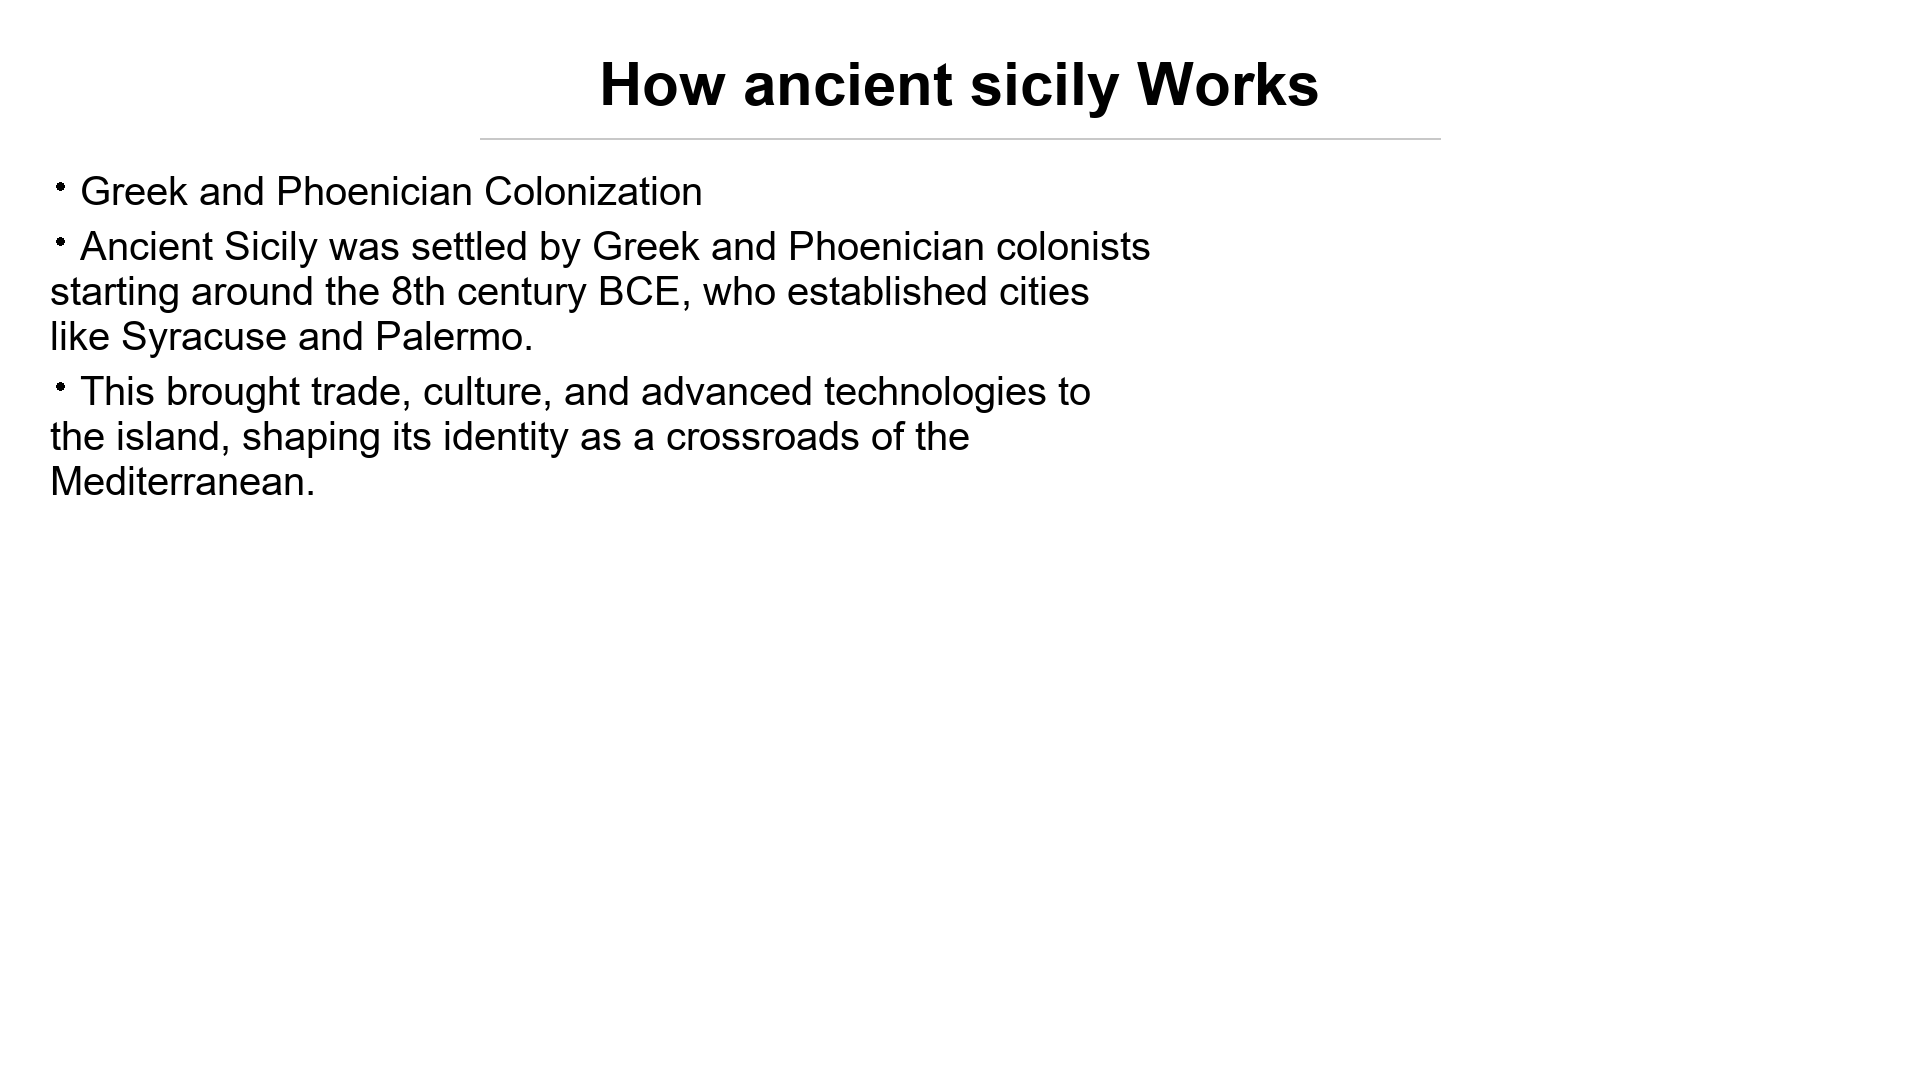 How ancient sicily Works
• Greek and Phoenician Colonization
• Ancient Sicily was settled by Greek and Phoenician colonists
starting around the 8th century BCE, who established cities
like Syracuse and Palermo.
• This brought trade, culture, and advanced technologies to
the island, shaping its identity as a crossroads of the
Mediterranean.